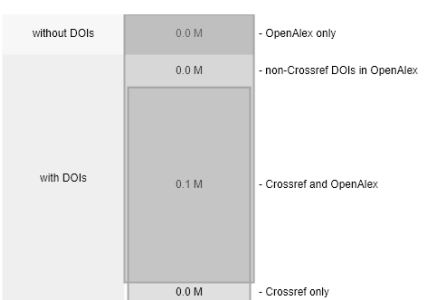 without DOIs 0.0 M - OpenAlex only
0.0 M - non-Crossref DOIs in OpenAlex
with DOIs 0.1 M - Crossref and OpenAlex
0.0 M - Crossref only